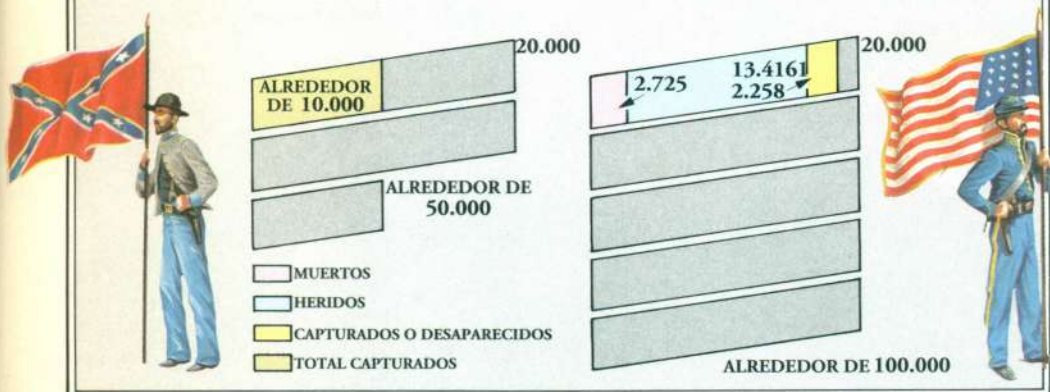 20.000
ALREDEDOR
DE 10.000
ALREDEDOR DE
50.000
MUERTOS
HERIDOS
CAPTURADOS O DESAPARECIDOS
TOTAL CAPTURADOS
20.000
2.725
13.4161
2.258
ALREDEDOR DE 100.000